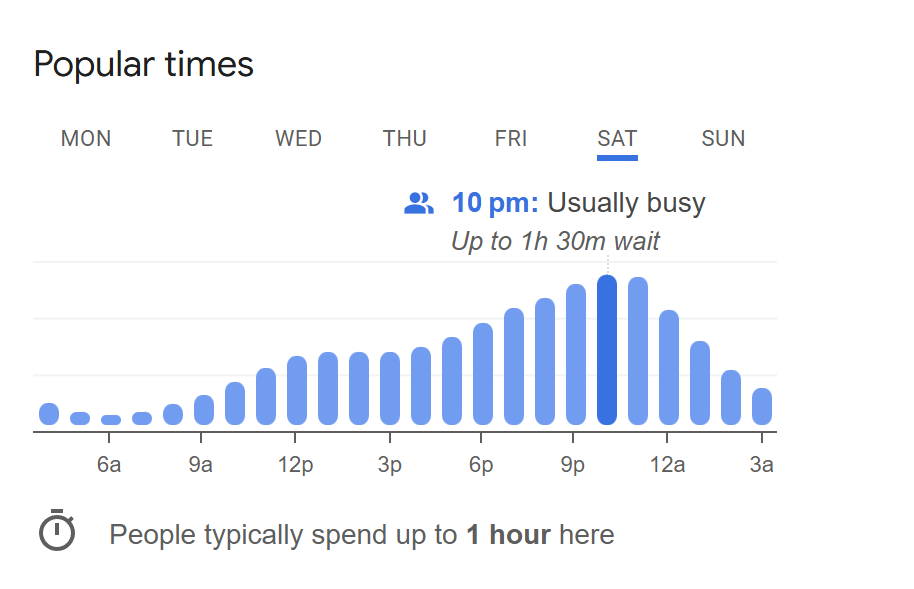 Popular times
MON TUE WED THU FRI SAT SUN
10 pm: Usually busy
Up to 1h 30m wait
6a 9a 12p 3p 6p 9p 12a 3a
People typically spend up to 1 hour here